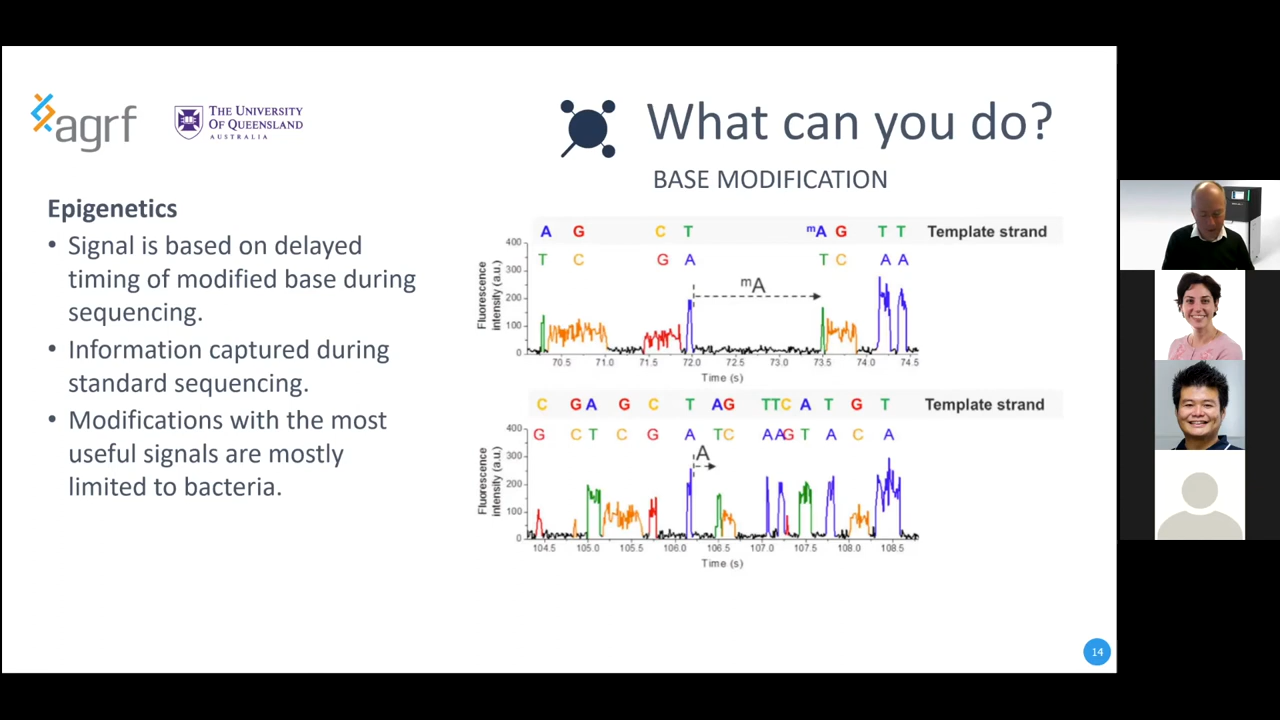 agrf
THE UNIVERSITY
OF QUEENSLAND
AUSTRALIA
What can you do?
BASE MODIFICATION
Epigenetics
• Signal is based on delayed
timing of modified base during
sequencing.
• Information captured during
standard sequencing.
• Modifications with the most
useful signals are mostly
limited to bacteria.
A G C T mA G T T Template strand
T C G A T C A A
mA
Fluorescence
intensity (a.u.)
400
300
200
100
0
70.5 71.0 71.5 72.0 72.5 73.0 73.5 74.0 74.5
Time (s)
C GA G C T AG TTC A T G T Template strand
G C T C G A TC AAG T A C A
A
Fluorescence
intensity (a.u.)
400
300
200
100
0
104.5 105.0 105.5 106.0 106.5 107.0 107.5 108.0 108.5
Time (s)
14